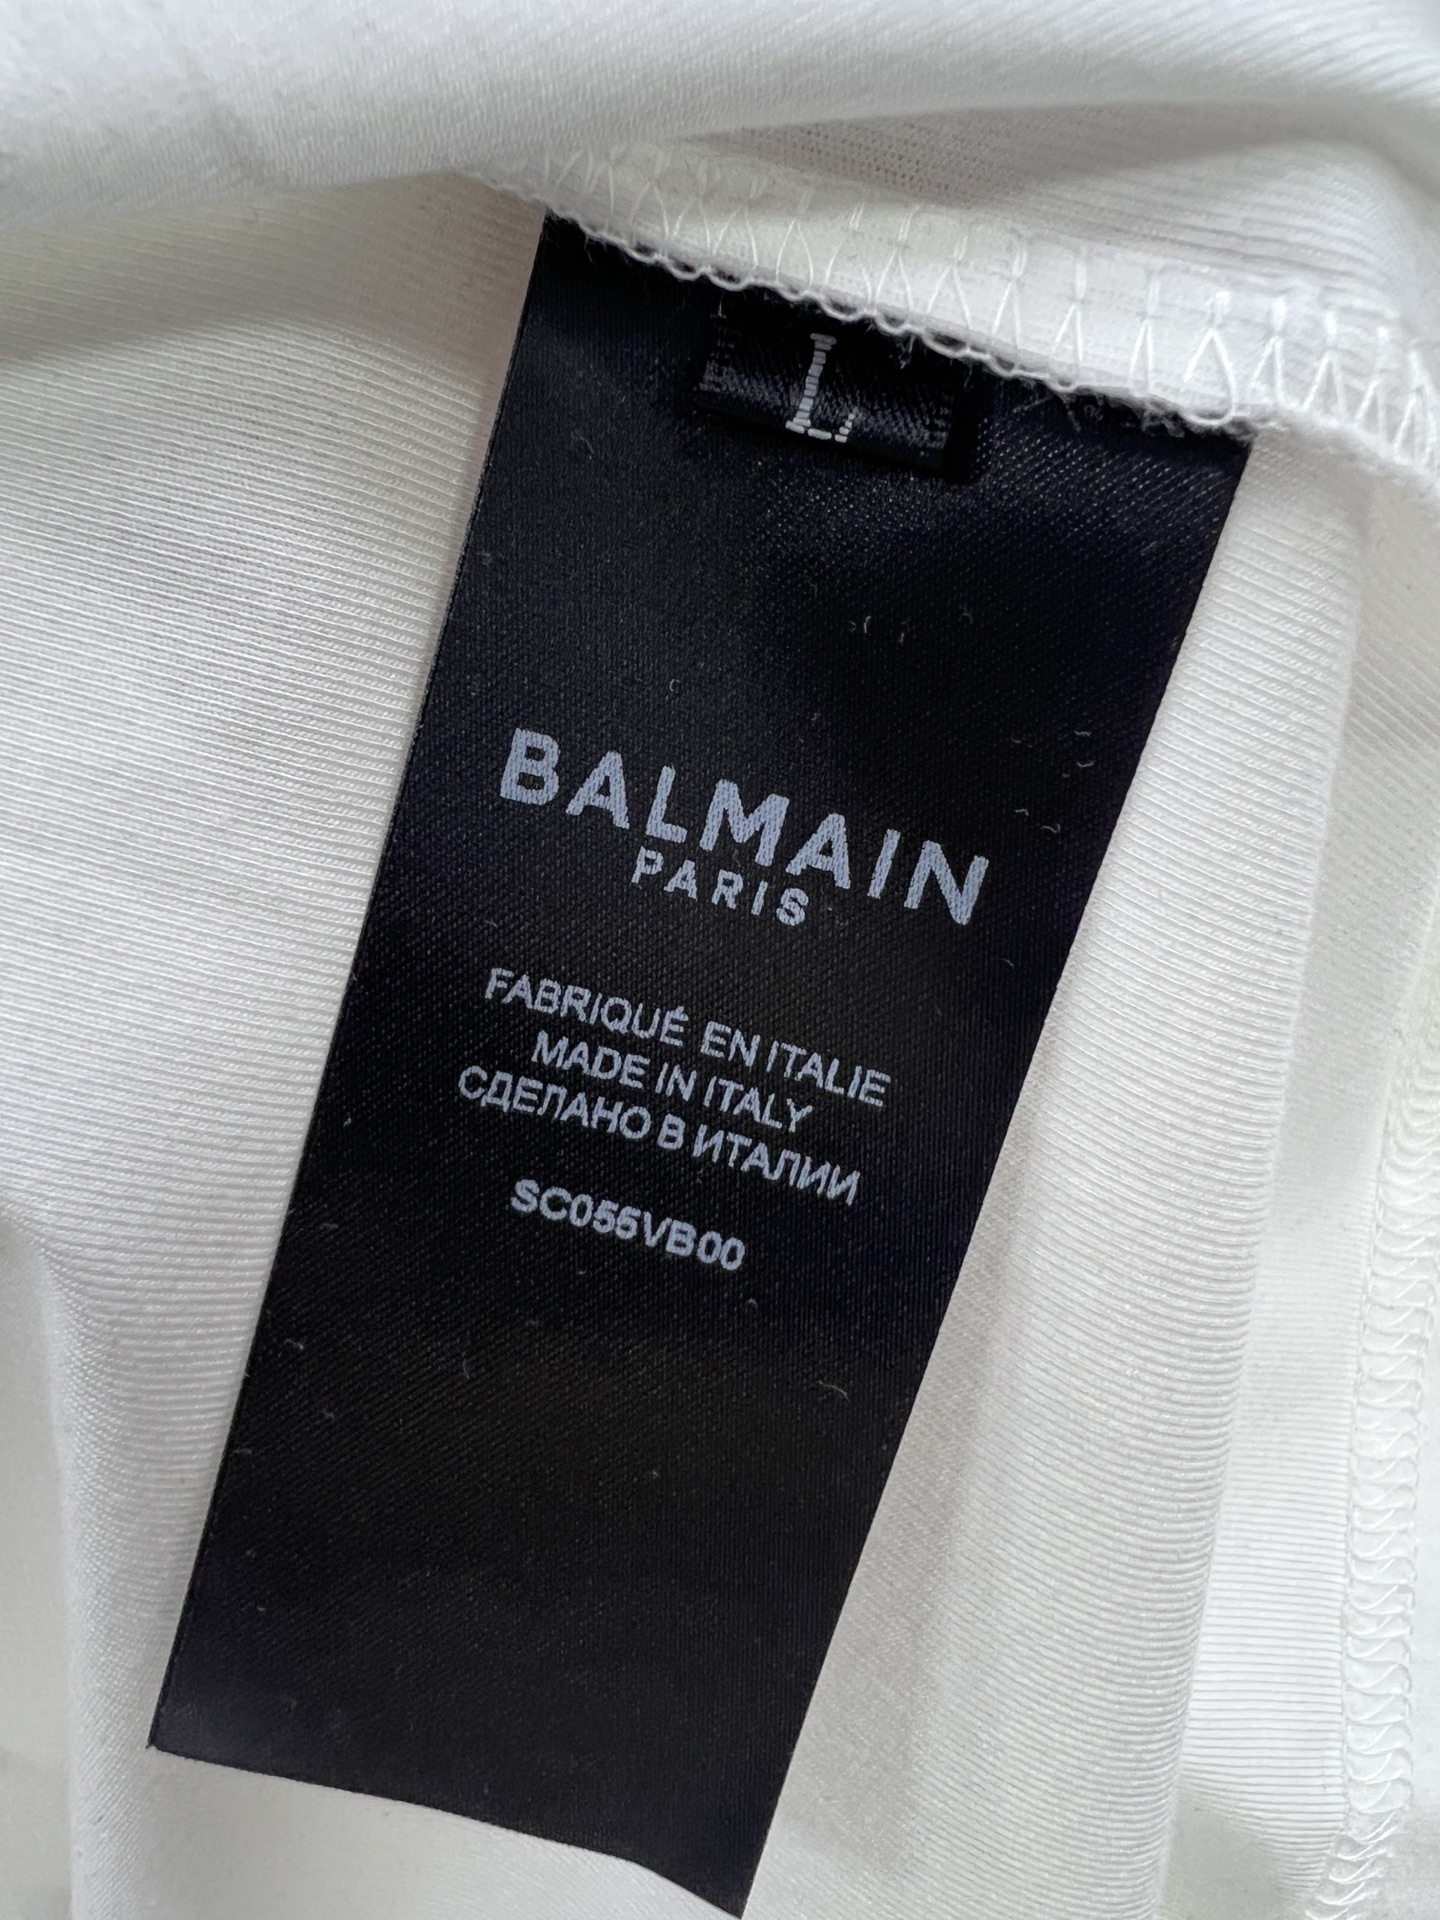 L
BALMAIN
PARIS
FABRIQUÉ EN ITALIE
MADE IN ITALY
СДЕЛАНО В ИТАЛИИ
SC055VB00